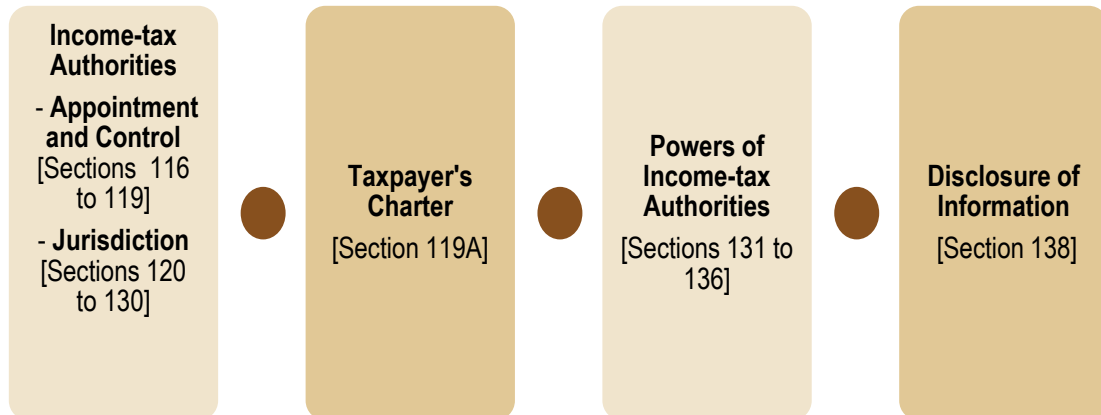 Income-tax
Authorities
- Appointment
and Control
[Sections 116
to 119]
- Jurisdiction
[Sections 120
to 130]
Taxpayer's
Charter
[Section 119A]
Powers of
Income-tax
Authorities
[Sections 131 to
136]
Disclosure of
Information
[Section 138]